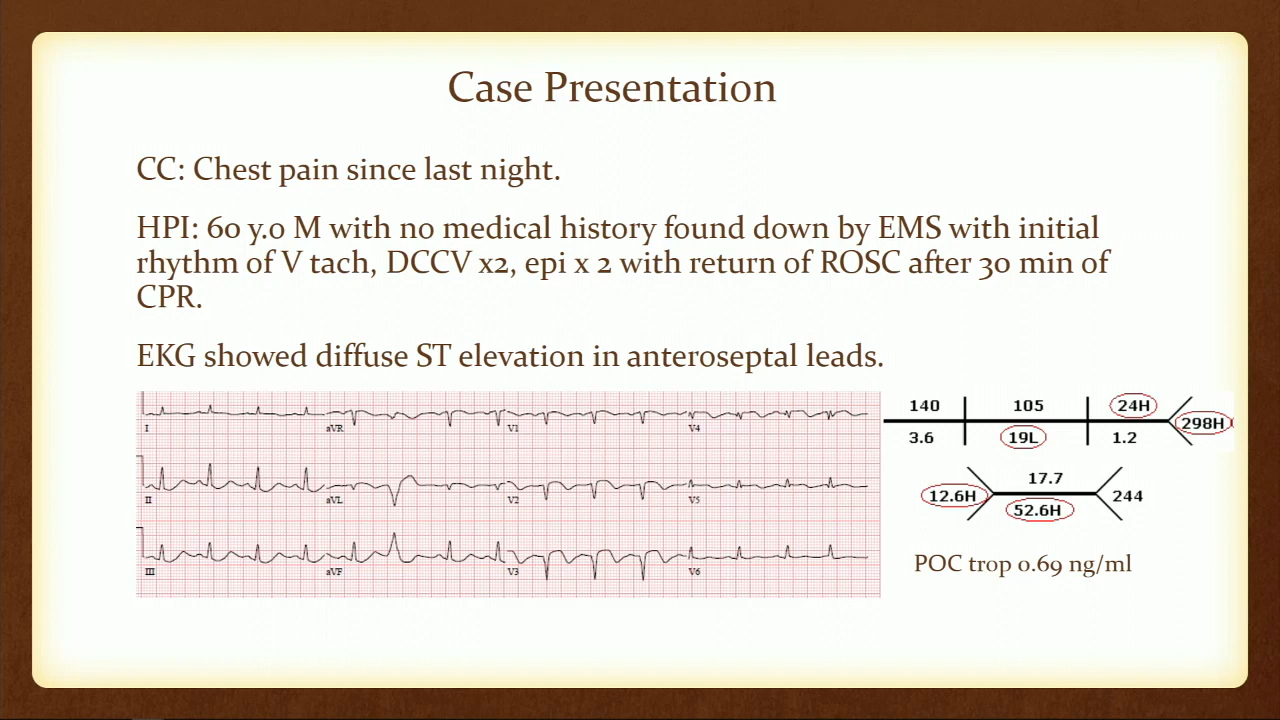 Case Presentation
CC: Chest pain since last night.
HPI: 60 y.o M with no medical history found down by EMS with initial
rhythm of V tach, DCCV x2, epi x 2 with return of ROSC after 30 min of
CPR.
EKG showed diffuse ST elevation in anteroseptal leads.
I aVR V1 V4
II aVL V2 V5
III aVF V3 V6
140 105 24H 298H
3.6 19L 1.2
17.7
12.6H 244
52.6H
POC trop 0.69 ng/ml